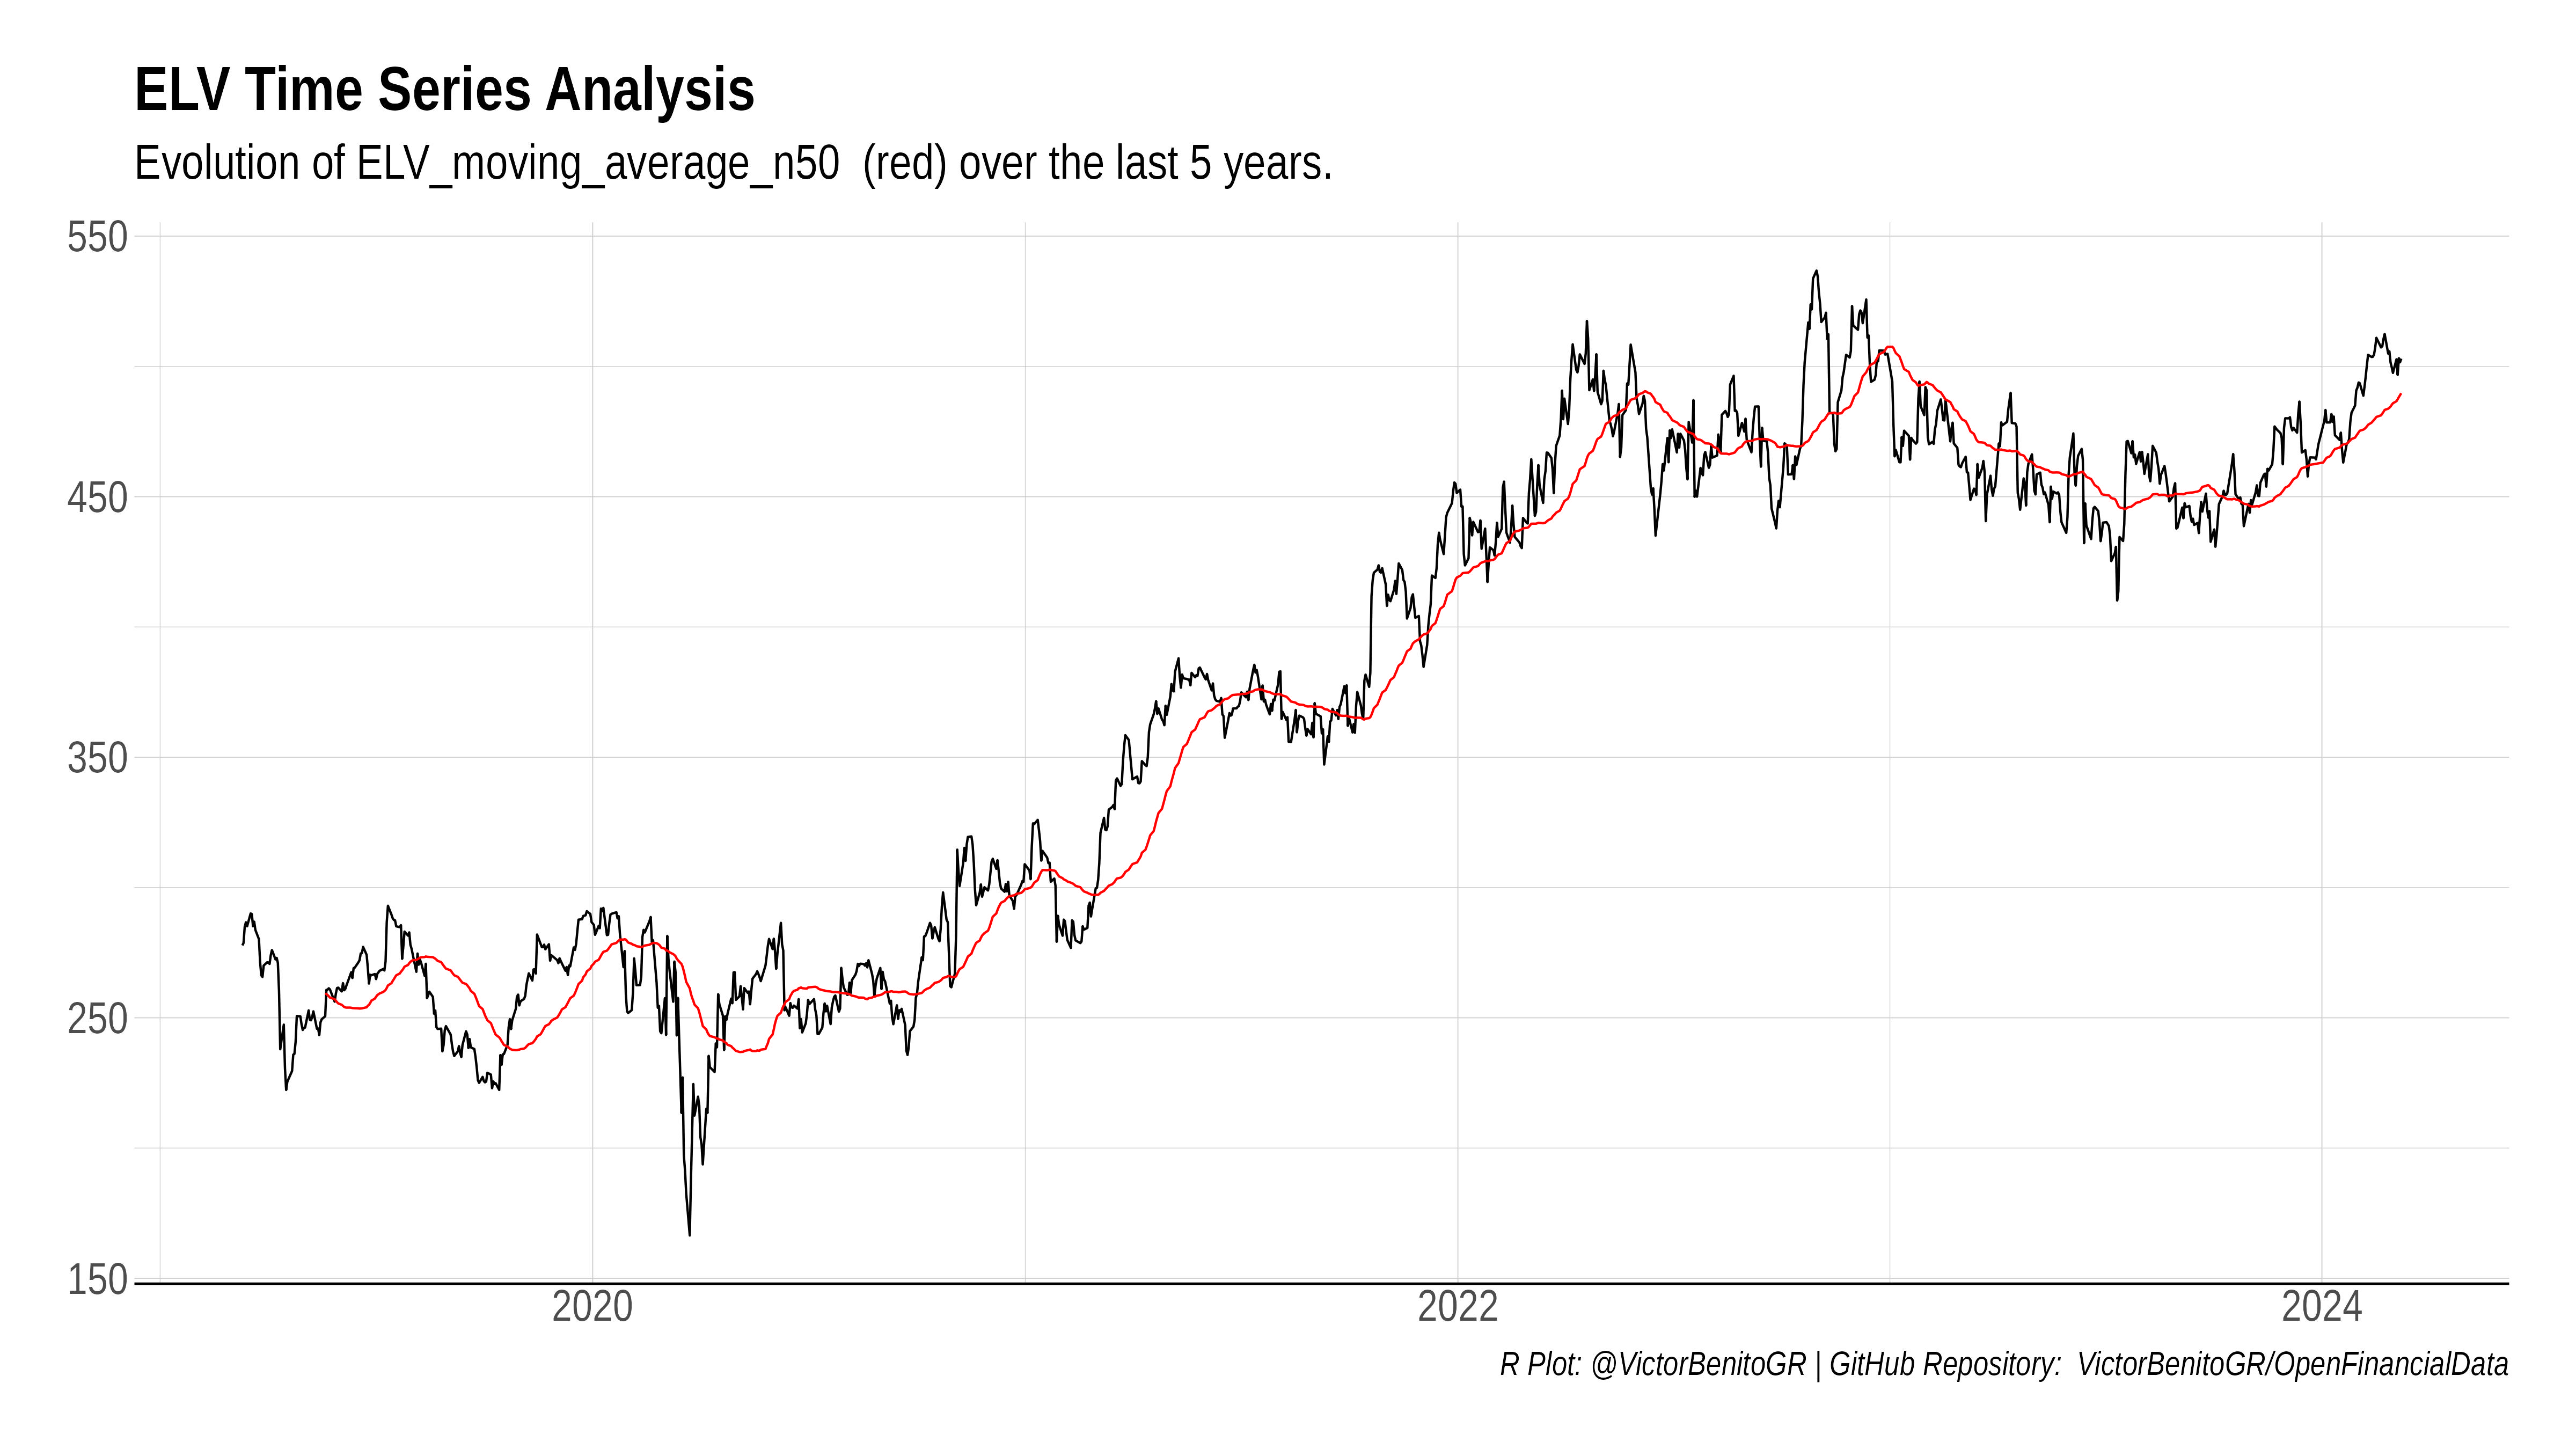 ELV Time Series Analysis
Evolution of ELV_moving_average_n50  (red) over the last 5 years.
550
450
350
250
150
2020 2022 2024
R Plot: @VictorBenitoGR | GitHub Repository:  VictorBenitoGR/OpenFinancialData